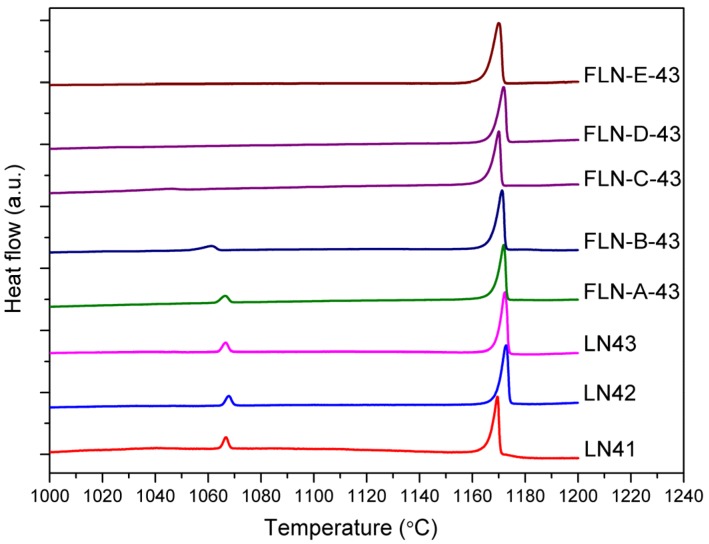 FLN-E-43
FLN-D-43
FLN-C-43
FLN-B-43
FLN-A-43
LN43
LN42
LN41
Heat flow (a.u.)
1000 1020 1040 1060 1080 1100 1120 1140 1160 1180 1200 1220 1240
Temperature (°C)